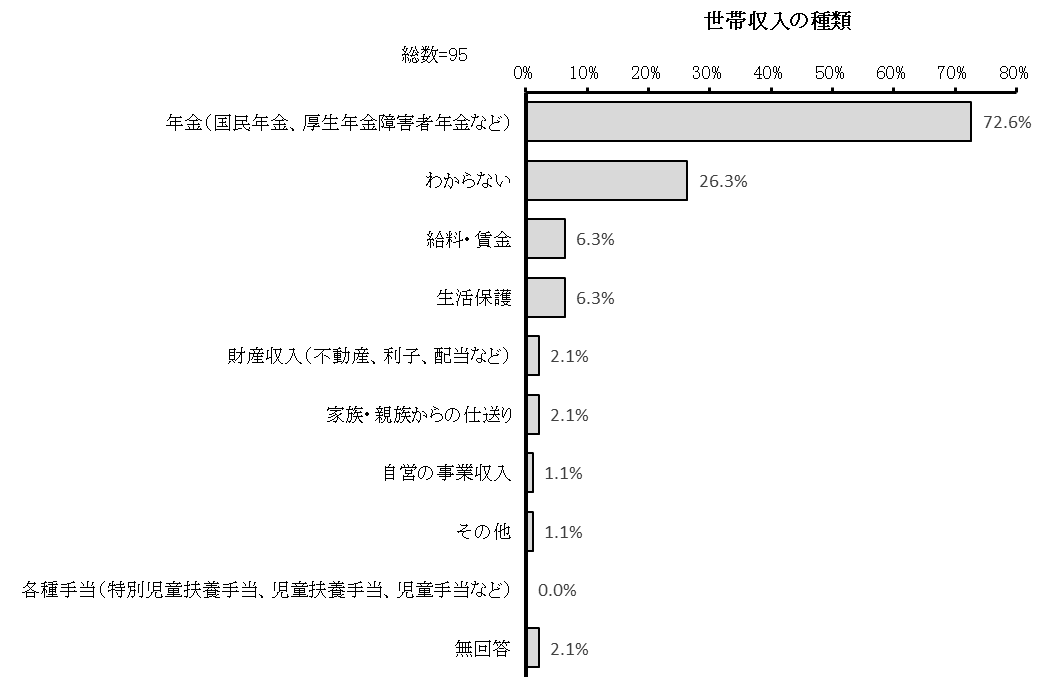 世帯収入の種類
総数=95
0% 10% 20% 30% 40% 50% 60% 70% 80%
年金（国民年金、厚生年金障害者年金など） 72.6%
わからない 26.3%
給料・賃金 6.3%
生活保護 6.3%
財産収入（不動産、利子、配当など） 2.1%
家族・親族からの仕送り 2.1%
自営の事業収入 1.1%
その他 1.1%
各種手当（特別児童扶養手当、児童扶養手当、児童手当など） 0.0%
無回答 2.1%